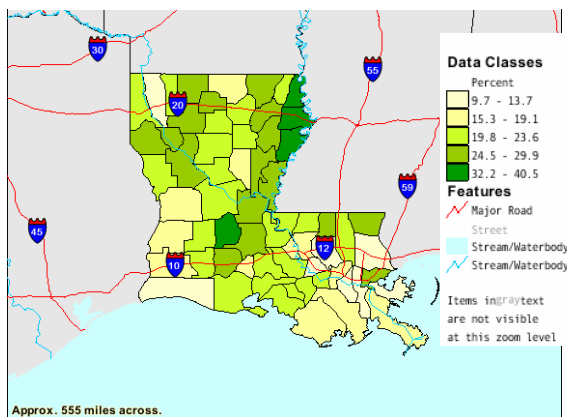 30
55
20
59
45
12
10
Approx. 555 miles across.
Data Classes
Percent
9.7 - 13.7
15.3 - 19.1
19.8 - 23.6
24.5 - 29.9
32.2 - 40.5
Features
Major Road
Street
Stream/Waterbody
Stream/Waterbody
Items in gray text
are not visible
at this zoom level